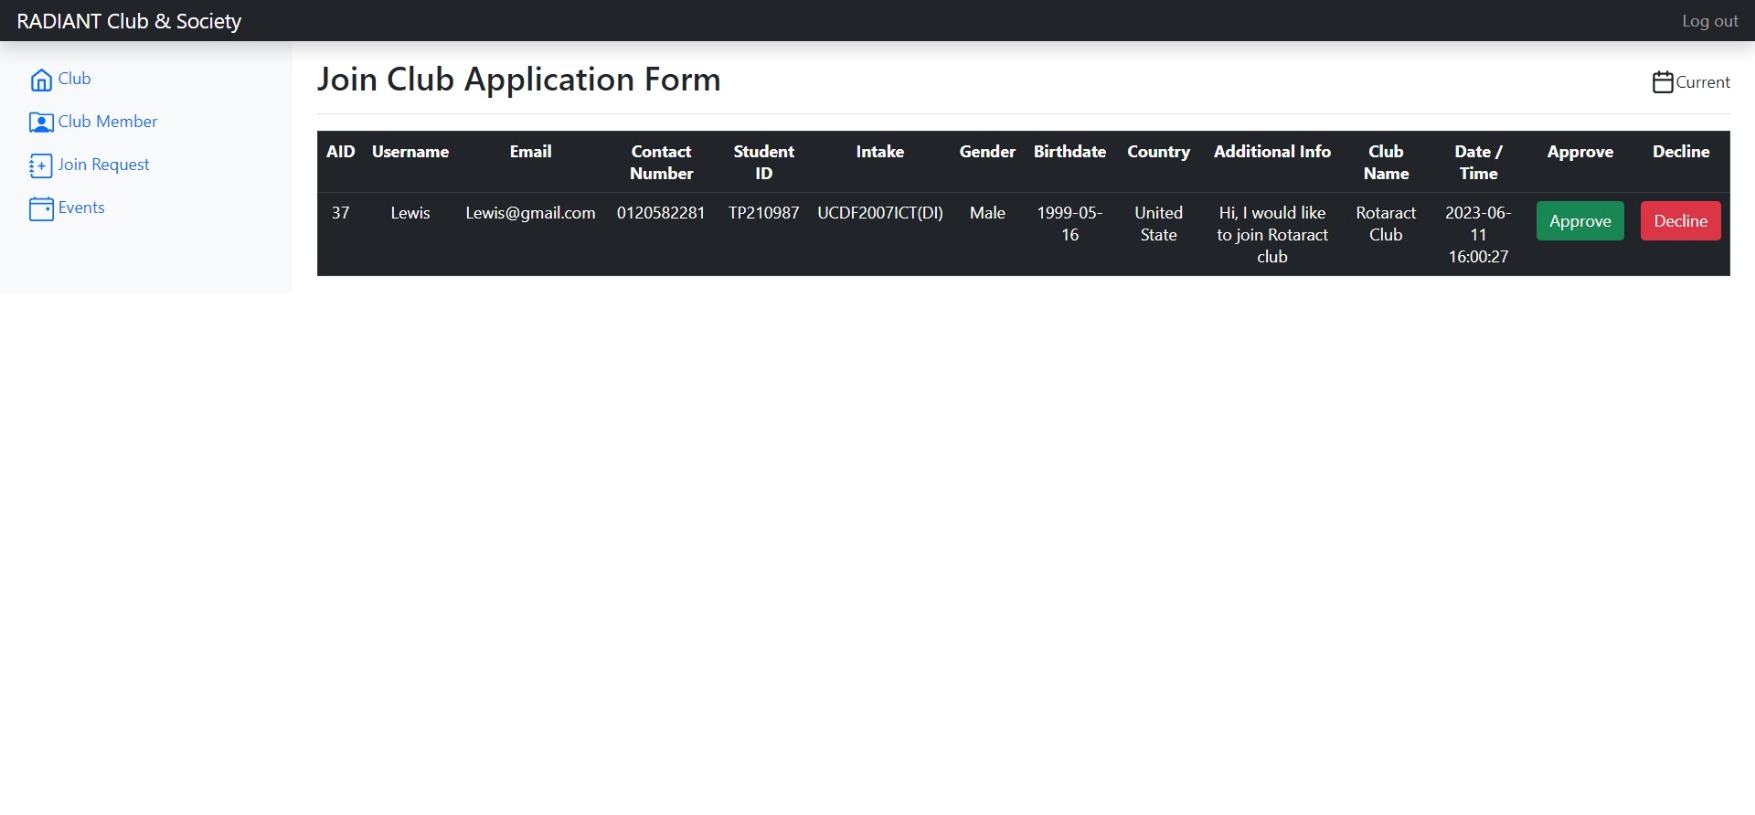 RADIANT Club & Society
Log out
Club
Club Member
Join Request
Events
Join Club Application Form
Current
AID Username Email Contact Number Student ID Intake Gender Birthdate Country Additional Info Club Name Date / Time Approve Decline
37 Lewis Lewis@gmail.com 0120582281 TP210987 UCDF2007ICT(DI) Male 1999-05-16 United State Hi, I would like to join Rotaract club Rotaract Club 2023-06-11 16:00:27 Approve Decline